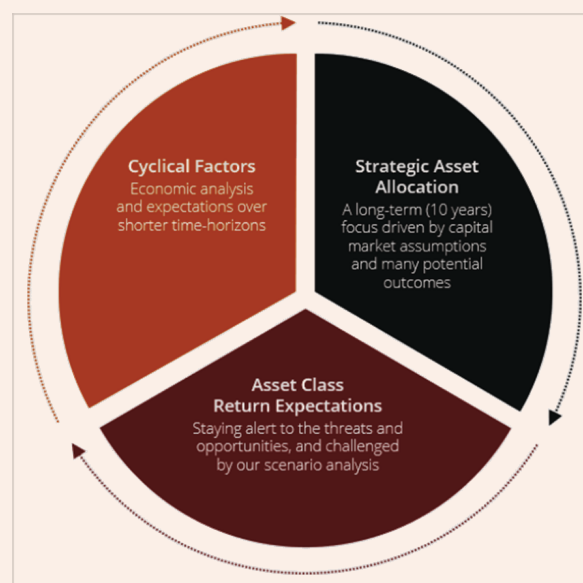 Cyclical Factors
Economic analysis
and expectations over
shorter time-horizons
Strategic Asset
Allocation
A long-term (10 years)
focus driven by capital
market assumptions
and many potential
outcomes
Asset Class
Return Expectations
Staying alert to the threats and
opportunities, and challenged
by our scenario analysis